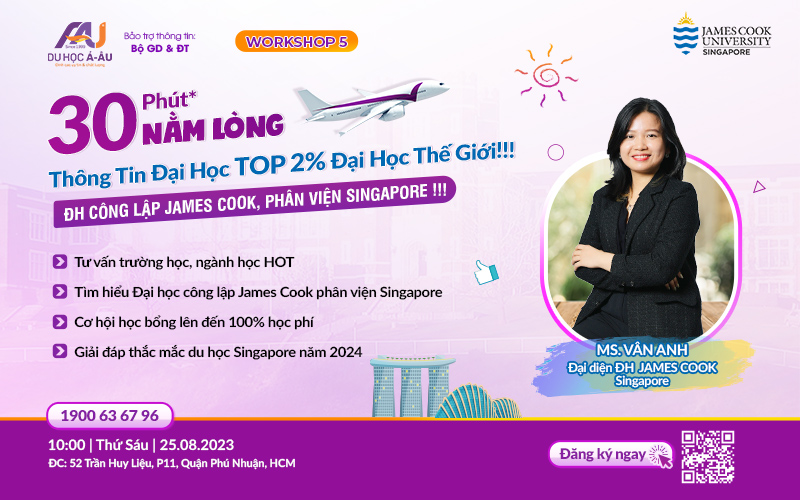 AAU
Since 1995
DU HỌC Á-ÂU
Bảo trợ thông tin:
Bộ GD & ĐT
WORKSHOP 5
JAMES COOK
UNIVERSITY
SINGAPORE
30 Phút*
NẰM LÒNG
Thông Tin Đại Học TOP 2% Đại Học Thế Giới!!!
ĐH CÔNG LẬP JAMES COOK, PHÂN VIỆN SINGAPORE !!!
Tư vấn trường học, ngành học HOT
Tìm hiểu Đại học công lập James Cook phân viện Singapore
Cơ hội học bổng lên đến 100% học phí
Giải đáp thắc mắc du học Singapore năm 2024
MS. VÂN ANH
Đại diện ĐH JAMES COOK
Singapore
1900 63 67 96
10:00 | Thứ Sáu | 25.08.2023
ĐC: 52 Trần Huy Liệu, P11, Quận Phú Nhuận, HCM
Đăng ký ngay